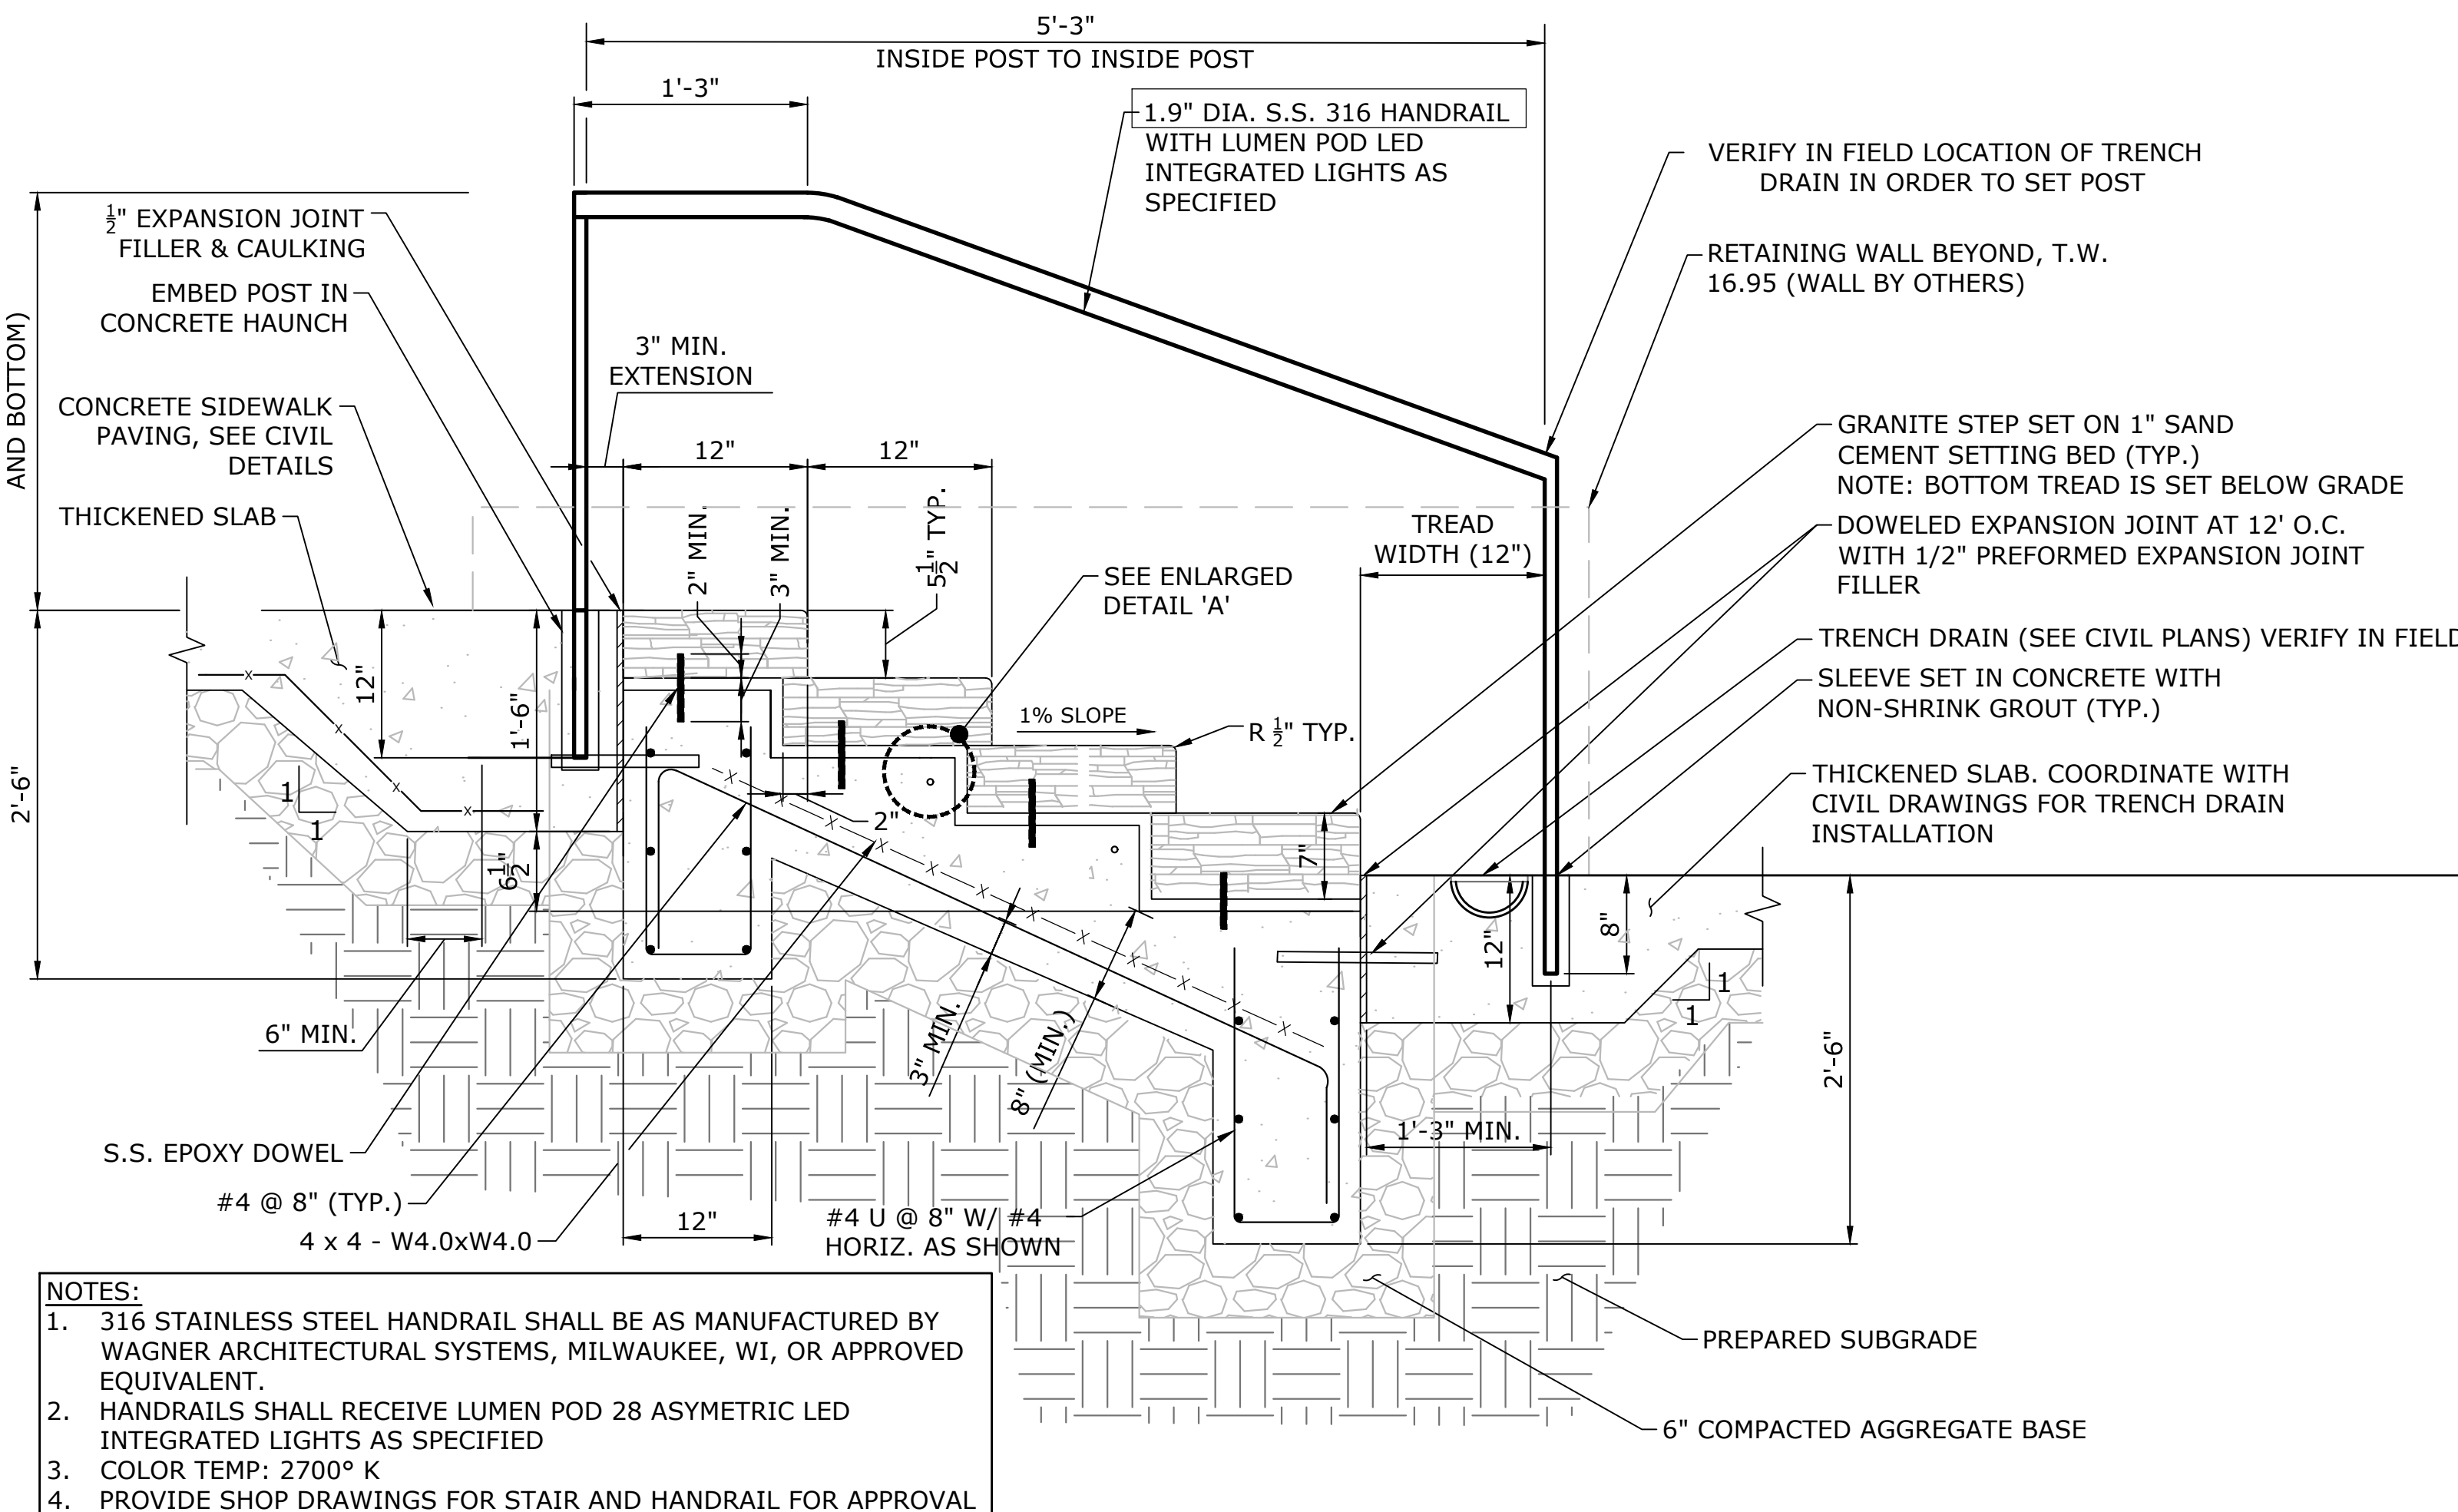 5'-3"
INSIDE POST TO INSIDE POST
1'-3"
1.9" DIA. S.S. 316 HANDRAIL
WITH LUMEN POD LED
INTEGRATED LIGHTS AS
SPECIFIED
VERIFY IN FIELD LOCATION OF TRENCH
DRAIN IN ORDER TO SET POST
RETAINING WALL BEYOND, T.W.
16.95 (WALL BY OTHERS)
1/2" EXPANSION JOINT
FILLER & CAULKING
EMBED POST IN
CONCRETE HAUNCH
AND BOTTOM)
3" MIN.
EXTENSION
CONCRETE SIDEWALK
PAVING, SEE CIVIL
DETAILS
THICKENED SLAB
12"
12"
2" MIN.
3" MIN.
5 1/2" TYP.
TREAD
WIDTH (12")
SEE ENLARGED
DETAIL 'A'
GRANITE STEP SET ON 1" SAND
CEMENT SETTING BED (TYP.)
NOTE: BOTTOM TREAD IS SET BELOW GRADE
DOWELED EXPANSION JOINT AT 12' O.C.
WITH 1/2" PREFORMED EXPANSION JOINT
FILLER
TRENCH DRAIN (SEE CIVIL PLANS) VERIFY IN FIELD
SLEEVE SET IN CONCRETE WITH
NON-SHRINK GROUT (TYP.)
THICKENED SLAB. COORDINATE WITH
CIVIL DRAWINGS FOR TRENCH DRAIN
INSTALLATION
1% SLOPE
R 1/2" TYP.
x
x
x
x
12"
1'-6"
2'-6"
1
1
6 1/2"
2"
X
X
X
X
X
X
X
X
X
X
X
X
7"
12"
8"
1
1
6" MIN.
3" MIN.
8" (MIN.)
2'-6"
1'-3" MIN.
S.S. EPOXY DOWEL
#4 @ 8" (TYP.)
4 x 4 - W4.0xW4.0
12"
#4 U @ 8" W/ #4
HORIZ. AS SHOWN
PREPARED SUBGRADE
6" COMPACTED AGGREGATE BASE
NOTES:
1. 316 STAINLESS STEEL HANDRAIL SHALL BE AS MANUFACTURED BY
WAGNER ARCHITECTURAL SYSTEMS, MILWAUKEE, WI, OR APPROVED
EQUIVALENT.
2. HANDRAILS SHALL RECEIVE LUMEN POD 28 ASYMETRIC LED
INTEGRATED LIGHTS AS SPECIFIED
3. COLOR TEMP: 2700° K
4. PROVIDE SHOP DRAWINGS FOR STAIR AND HANDRAIL FOR APPROVAL